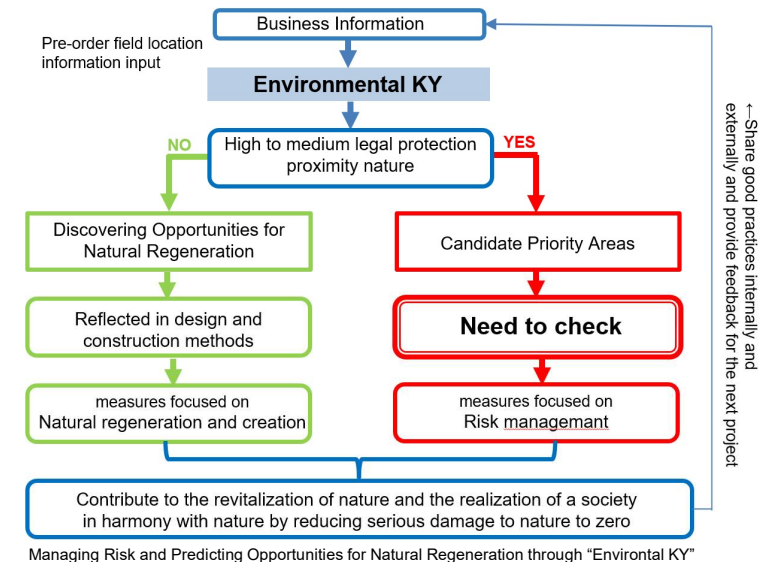 Business Information
Pre-order field location
information input
Environmental KY
High to medium legal protection
proximity nature
NO
YES
Discovering Opportunities for
Natural Regeneration
Candidate Priority Areas
Reflected in design and
construction methods
Need to check
measures focused on
Natural regeneration and creation
measures focused on
Risk managemant
Contribute to the revitalization of nature and the realization of a society
in harmony with nature by reducing serious damage to nature to zero
←Share good practices internally and
externally and provide feedback for the next project
Managing Risk and Predicting Opportunities for Natural Regeneration through “Environtal KY”